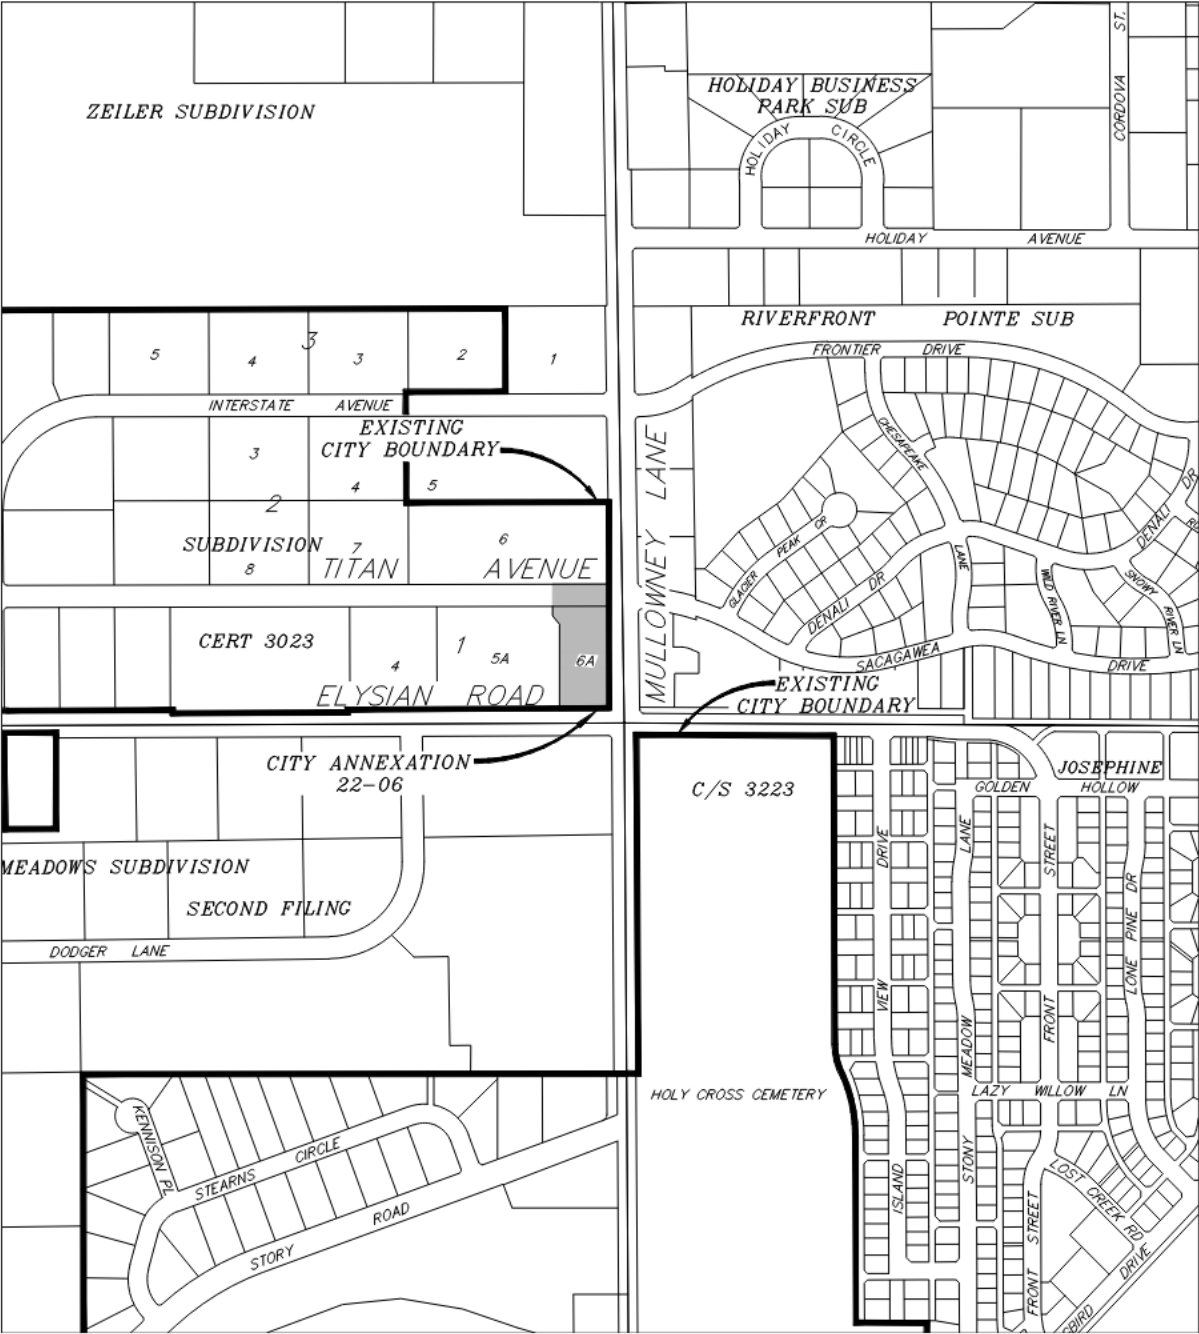 ST.
CORDOVA
HOLIDAY BUSINESS
PARK SUB
HOLIDAY CIRCLE
ZEILER SUBDIVISION
HOLIDAY AVENUE
RIVERFRONT POINTE SUB
FRONTIER DRIVE
3
5
4
3
2
1
INTERSTATE AVENUE
EXISTING
CITY BOUNDARY
3
4
5
2
MULLOWNEY LANE
CHESAPEAKE
DENALI DR
GLACIER PEAK CR
DENALI DR
LANE
WILD RIVER LN
SNOWY RIVER LN
SUBDIVISION
7
6
8
TITAN AVENUE
CERT 3023
1
4
5A
6A
SACAGAWEA DRIVE
ELYSIAN ROAD
EXISTING
CITY BOUNDARY
CITY ANNEXATION
22-06
C/S 3223
JOSEPHINE
GOLDEN HOLLOW
MEADOWS SUBDIVISION
SECOND FILING
DODGER LANE
ISLAND VIEW DRIVE
STONY MEADOW LANE
FRONT STREET
LONE PINE DR
HOLY CROSS CEMETERY
LAZY WILLOW LN
KENNISON PL
STEARNS CIRCLE
STORY ROAD
LOST CREEK RD
FRONT STREET
DRIVE